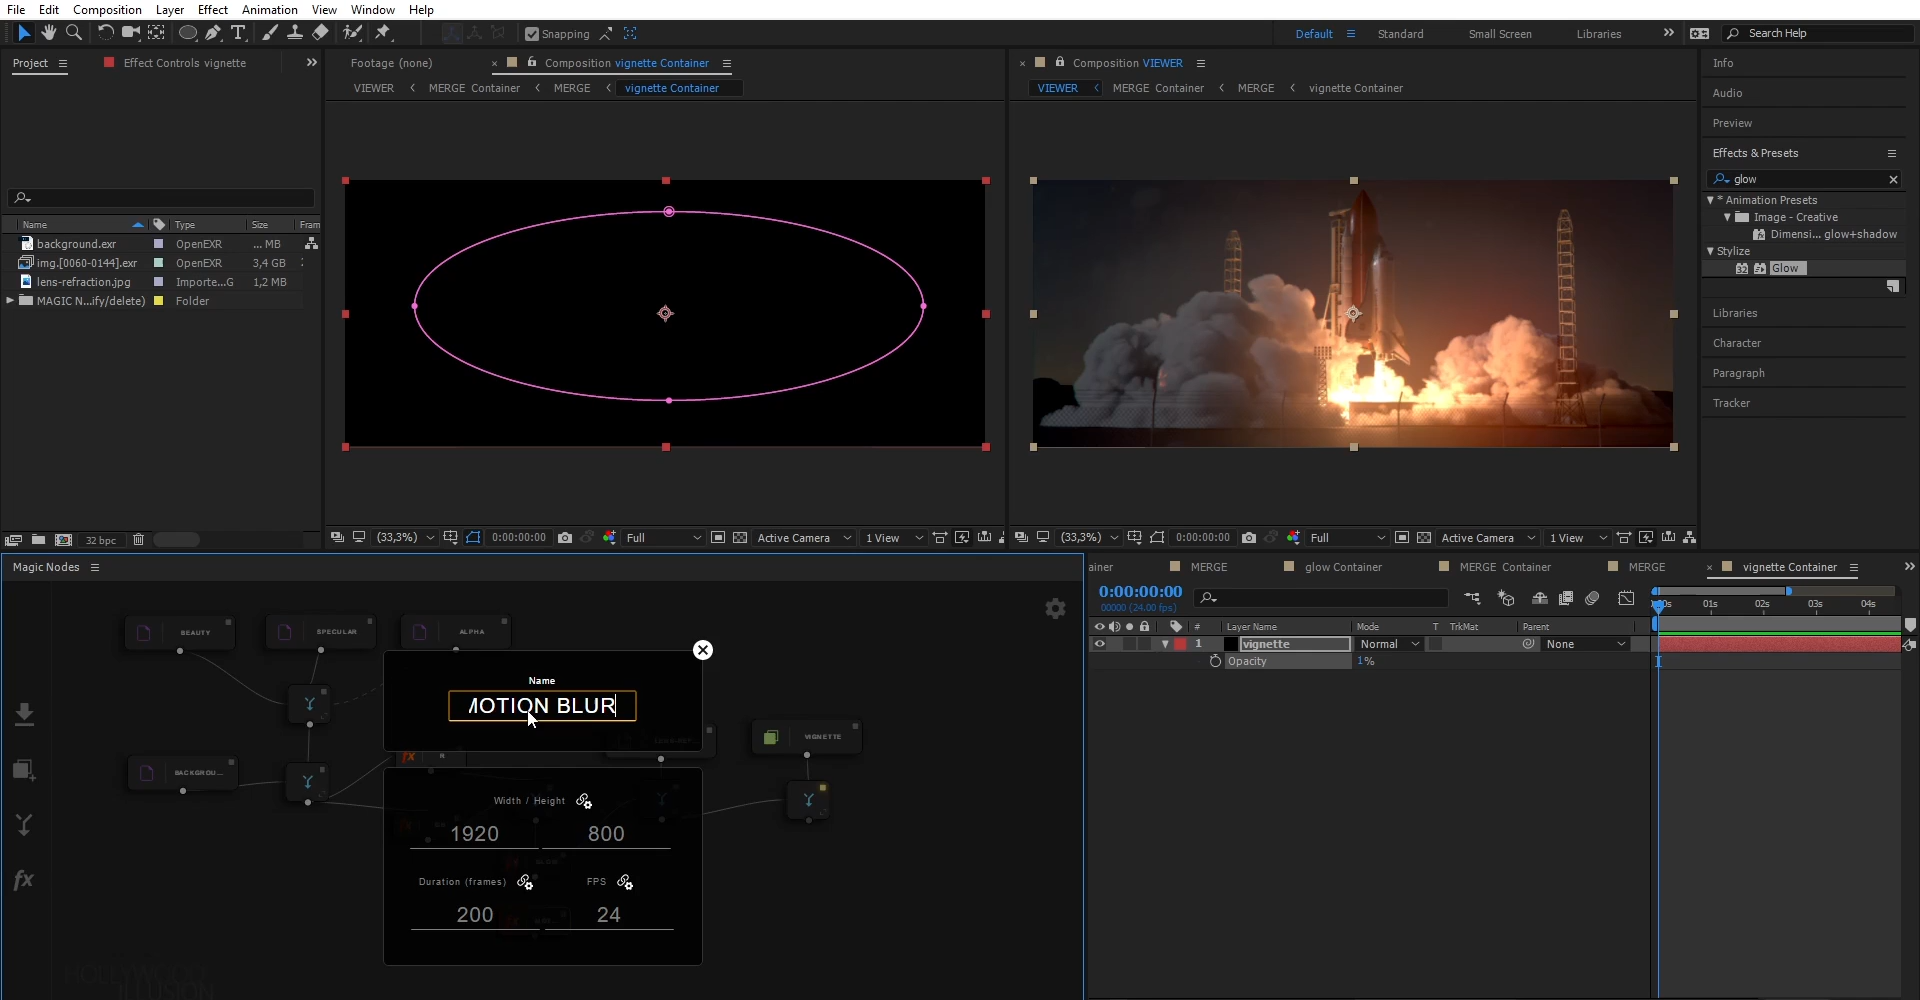 File Edit Composition Layer Effect Animation View Window Help
Snapping
Default Standard Small Screen Libraries Search Help
Project Effect Controls vignette
Footage (none) Composition vignette Container
Composition VIEWER
VIEWER MERGE Container MERGE vignette Container
VIEWER MERGE Container MERGE vignette Container
Info
Audio
Preview
Effects & Presets
glow
* Animation Presets
Image - Creative
Dimensi... glow+shadow
Stylize
32
Glow
Libraries
Character
Paragraph
Tracker
Name Type Size Fram
background.exr OpenEXR ... MB
img.[0060-0144].exr OpenEXR 3,4 GB
lens-refraction.jpg Importe...G 1,2 MB
MAGIC N...ify/delete) Folder
32 bpc
(33,3%) 0:00:00:00 Full Active Camera 1 View
(33,3%) 0:00:00:00 Full Active Camera 1 View
Magic Nodes
BEAUTY SPECULAR ALPHA
BACKGROU...
VIGNETTE
fx
fx
Name
MOTION BLUR
Width / Height
1920 800
Duration (frames) FPS
200 24
ainer MERGE glow Container MERGE Container MERGE vignette Container
0:00:00:00
00000 (24.00 fps)
01s 02s 03s 04s
# Layer Name Mode T TrkMat Parent
1 vignette Normal None
Opacity 1%